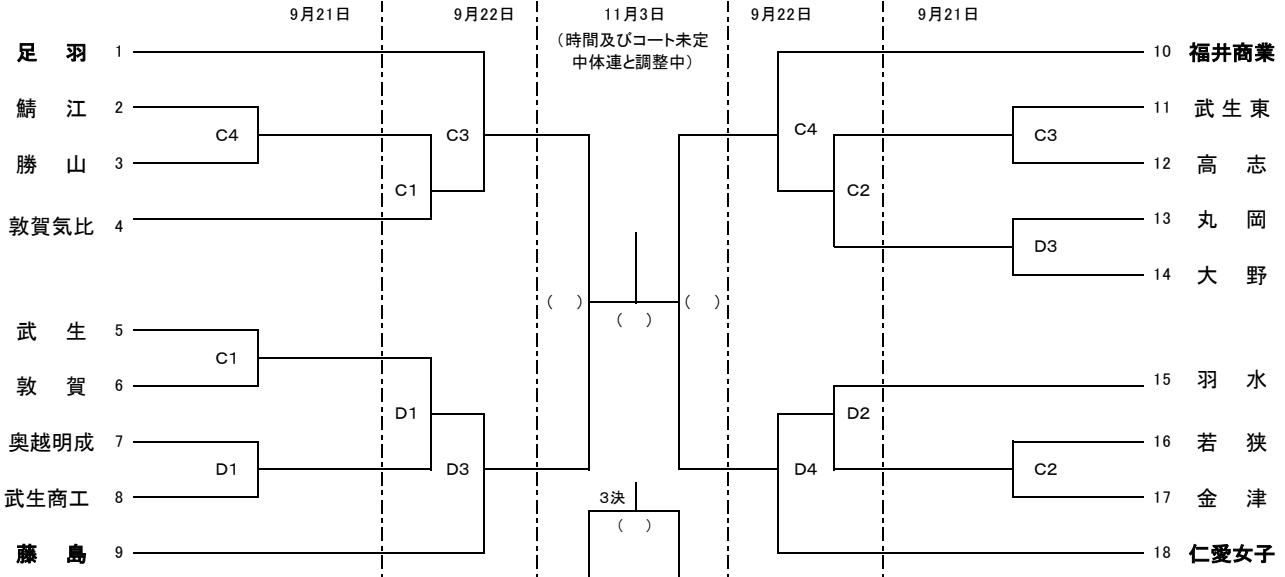 9月21日 9月22日 11月3日 9月22日 9月21日
（時間及びコート未定
中体連と調整中）
足 羽 1
鯖 江 2
C4
勝 山 3
C3
C1
敦賀気比 4
武 生 5
C1
敦 賀 6
D1
奥越明成 7
D1
D3
武生商工 8
藤 島 9
( )
( )
( )
3決
( )
10 福井商業
11 武生東
C4
C3
12 高 志
C2
13 丸 岡
D3
14 大 野
15 羽 水
D2
16 若 狭
D4
C2
17 金 津
18 仁愛女子